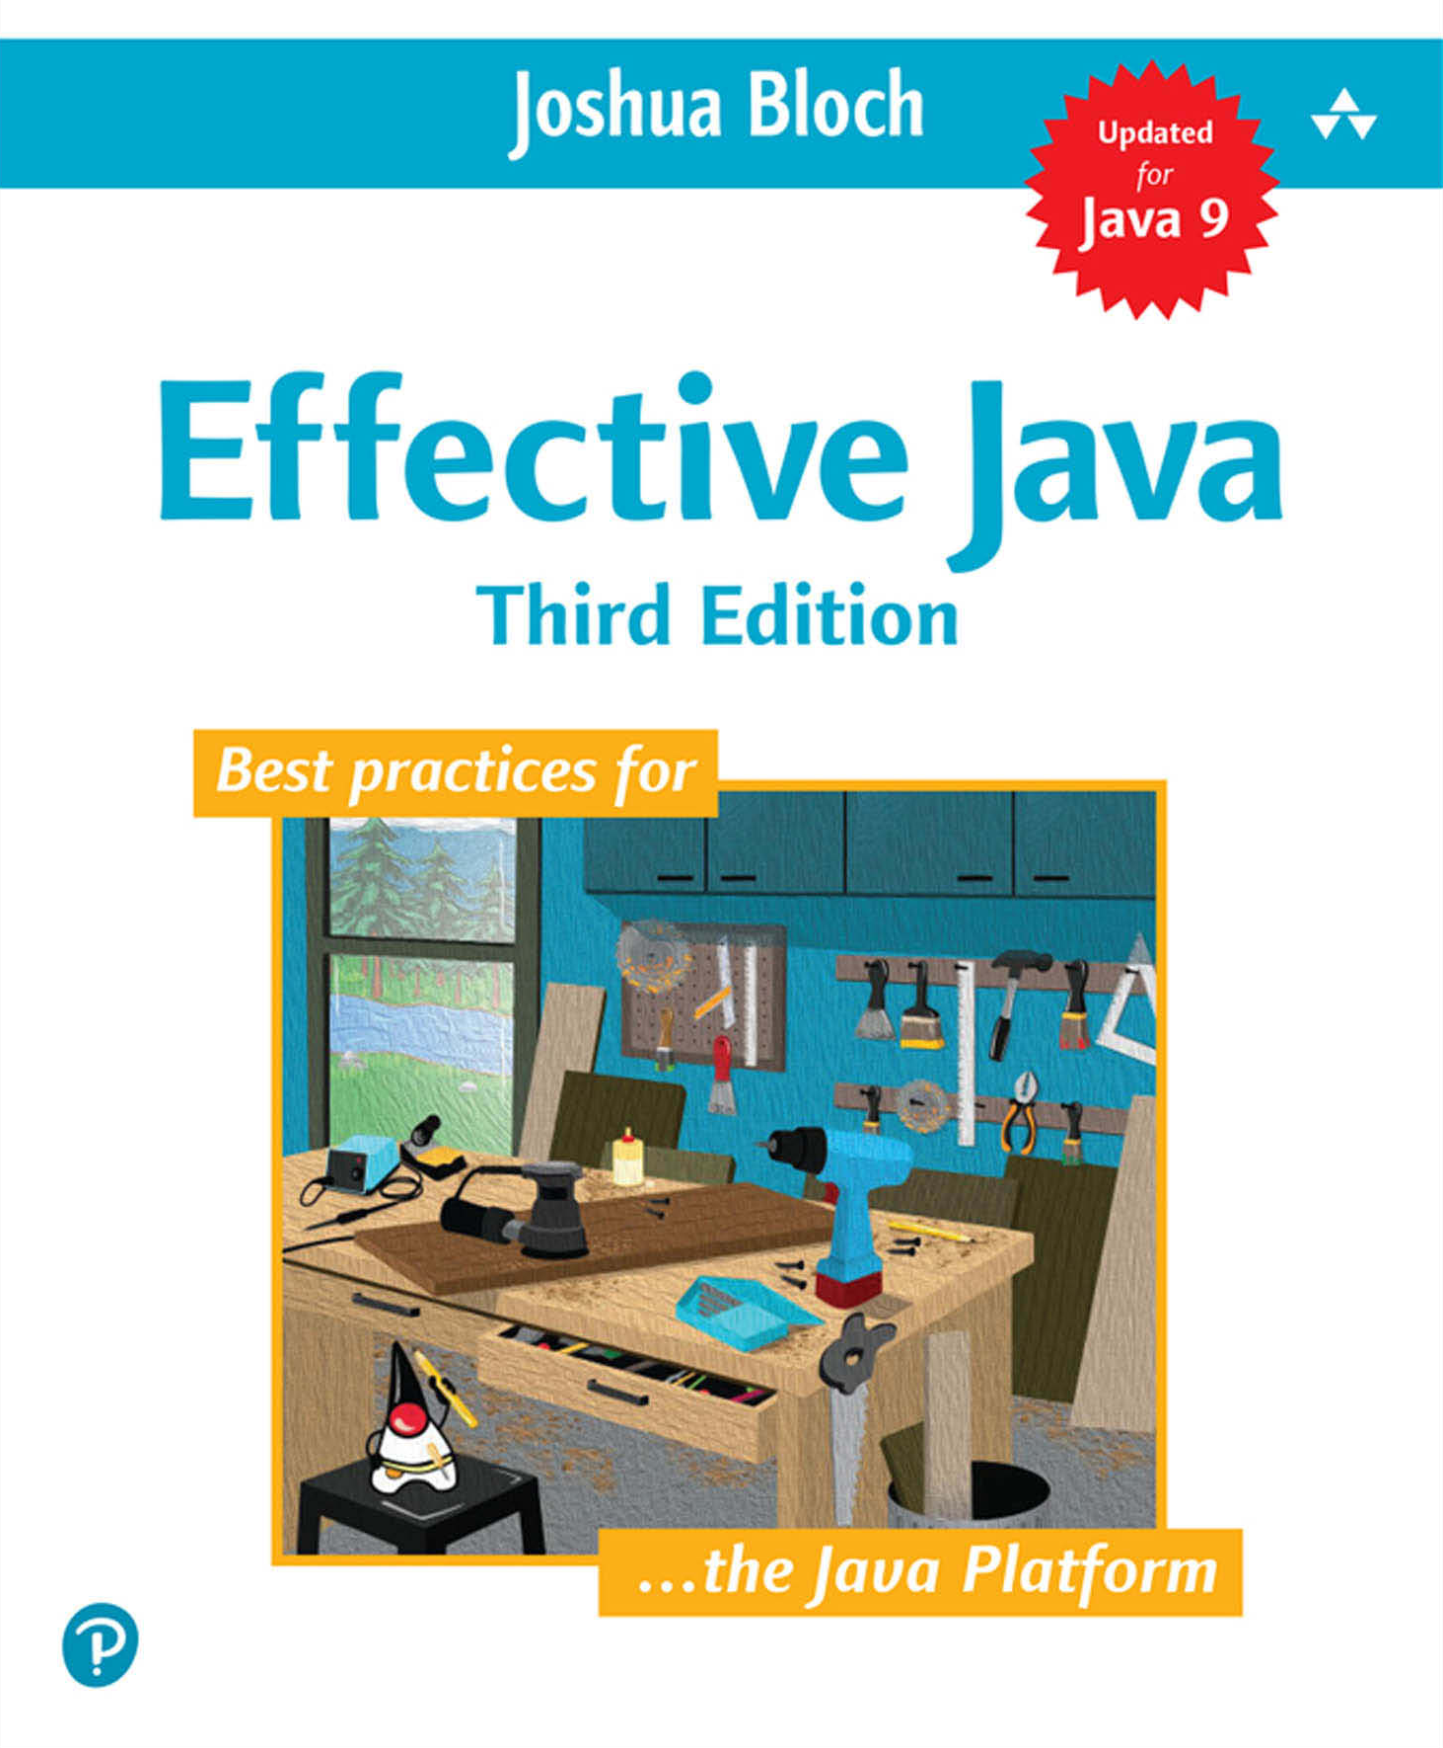 Joshua Bloch
Updated
for
Java 9
Effective Java
Third Edition
Best practices for
...the Java Platform
P